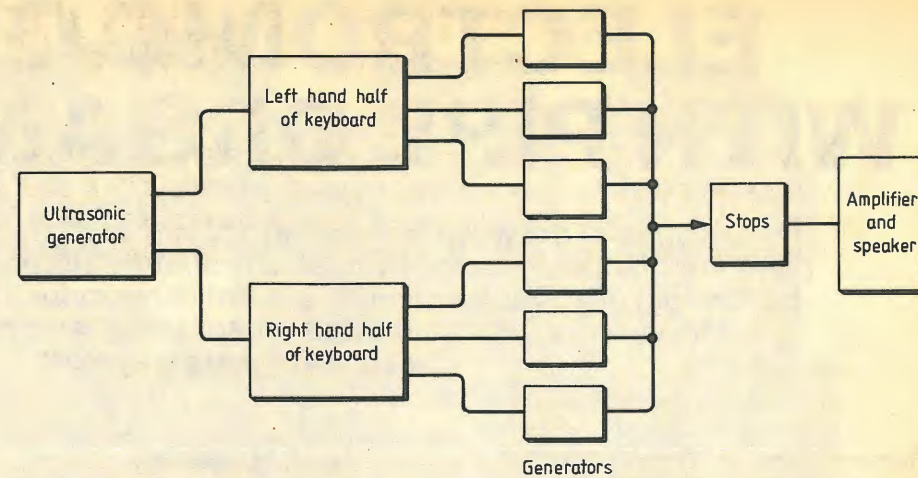 Left hand half
of keyboard
Ultrasonic
generator
Stops
Amplifier
and
speaker
Right hand half
of keyboard
Generators